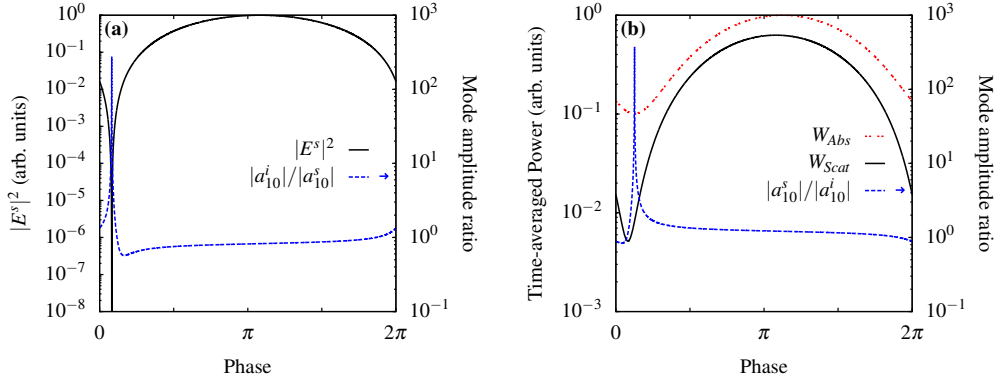 (a)
10^0
10^-1
10^-2
10^-3
10^-4
10^-5
10^-6
10^-7
10^-8
|E^s|^2 (arb. units)
10^3
10^2
10^1
10^0
10^-1
Mode amplitude ratio
|E^s|^2
|a^i_10|/|a^s_10| →
0 π 2π
Phase
(b)
10^0
10^-1
10^-2
10^-3
Time-averaged Power (arb. units)
10^3
10^2
10^1
10^0
10^-1
Mode amplitude ratio
W_Abs
W_Scat
|a^s_10|/|a^i_10| →
0 π 2π
Phase